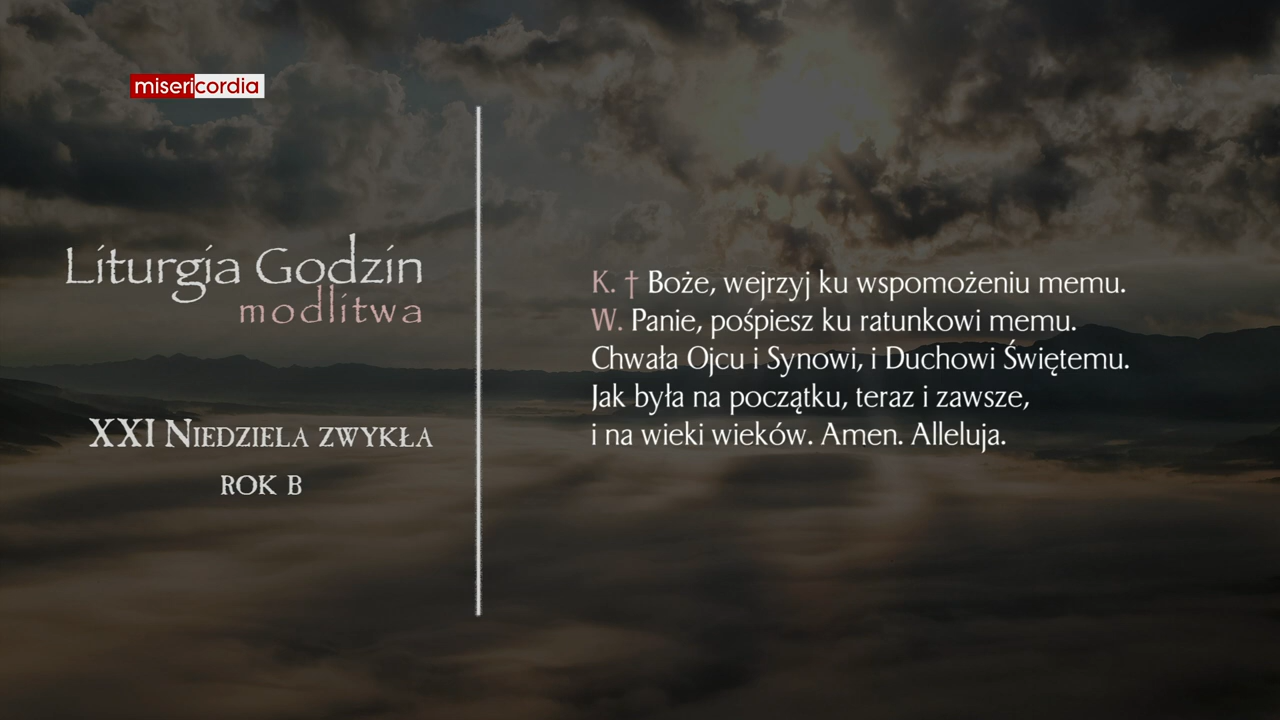 misericordia
Liturgia Godzin
modlitwa
XXI Niedziela zwykła
rok B
K. † Boże, wejrzyj ku wspomożeniu memu.
W. Panie, pośpiesz ku ratunkowi memu.
Chwała Ojcu i Synowi, i Duchowi Świętemu.
Jak była na początku, teraz i zawsze,
i na wieki wieków. Amen. Alleluja.